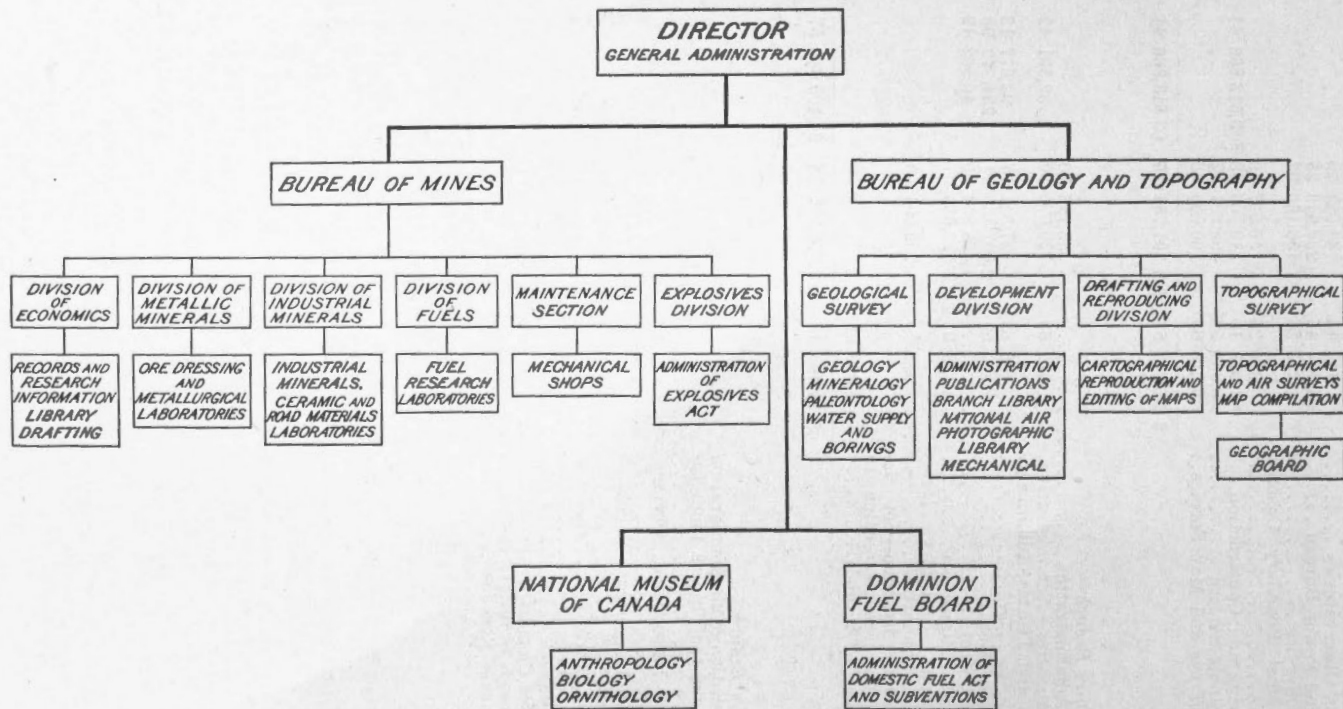 DIRECTOR
GENERAL ADMINISTRATION
BUREAU OF MINES
BUREAU OF GEOLOGY AND TOPOGRAPHY
DIVISION
OF
ECONOMICS
DIVISION OF
METALLIC
MINERALS
DIVISION OF
INDUSTRIAL
MINERALS
DIVISION
OF
FUELS
MAINTENANCE
SECTION
EXPLOSIVES
DIVISION
GEOLOGICAL
SURVEY
DEVELOPMENT
DIVISION
DRAFTING AND
REPRODUCING
DIVISION
TOPOGRAPHICAL
SURVEY
RECORDS AND
RESEARCH
INFORMATION
LIBRARY
DRAFTING
ORE DRESSING
AND
METALLURGICAL
LABORATORIES
INDUSTRIAL
MINERALS,
CERAMIC AND
ROAD MATERIALS
LABORATORIES
FUEL
RESEARCH
LABORATORIES
MECHANICAL
SHOPS
ADMINISTRATION
OF
EXPLOSIVES
ACT
GEOLOGY
MINERALOGY
PALEONTOLOGY
WATER SUPPLY
AND
BORINGS
ADMINISTRATION
PUBLICATIONS
BRANCH LIBRARY
NATIONAL AIR
PHOTOGRAPHIC
LIBRARY
MECHANICAL
CARTOGRAPHICAL
REPRODUCTION AND
EDITING OF MAPS
TOPOGRAPHICAL
AND AIR SURVEYS
MAP COMPILATION
GEOGRAPHIC
BOARD
NATIONAL MUSEUM
OF CANADA
DOMINION
FUEL BOARD
ANTHROPOLOGY
BIOLOGY
ORNITHOLOGY
ADMINISTRATION OF
DOMESTIC FUEL ACT
AND SUBVENTIONS